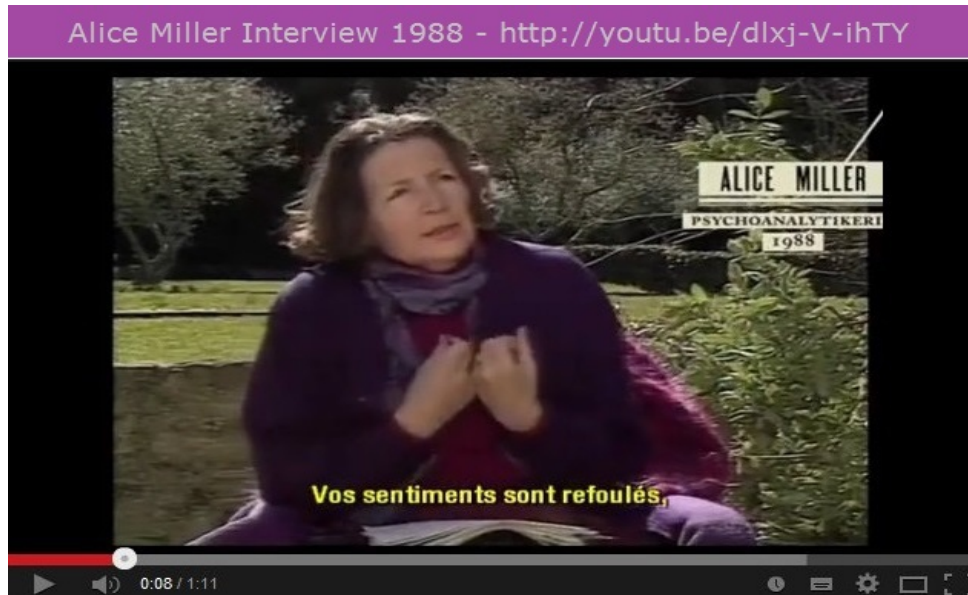 Alice Miller Interview 1988 - http://youtu.be/dlxj-V-ihTY
ALICE MILLER
PSYCHOANALYTIKERI
1988
Vos sentiments sont refoulés,
0:08 / 1:11